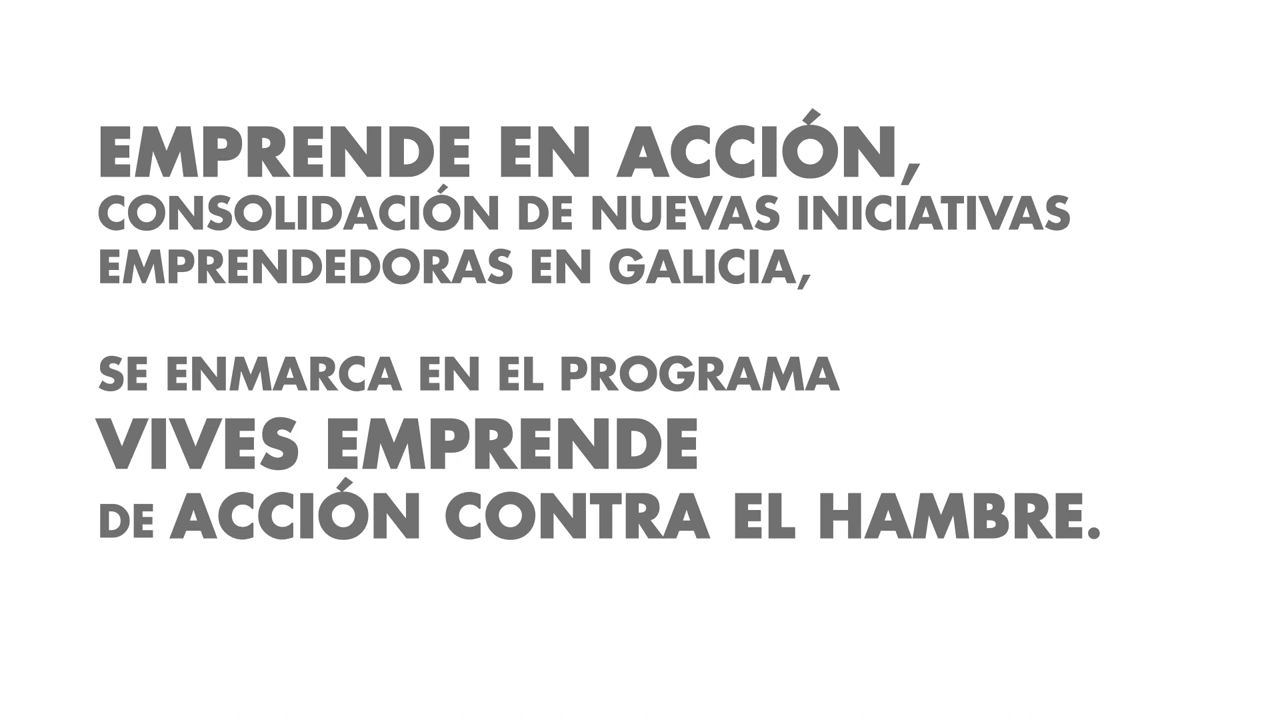 EMPRENDE EN ACCIÓN,
CONSOLIDACIÓN DE NUEVAS INICIATIVAS
EMPRENDEDORAS EN GALICIA,
SE ENMARCA EN EL PROGRAMA
VIVES EMPRENDE
DE ACCIÓN CONTRA EL HAMBRE.